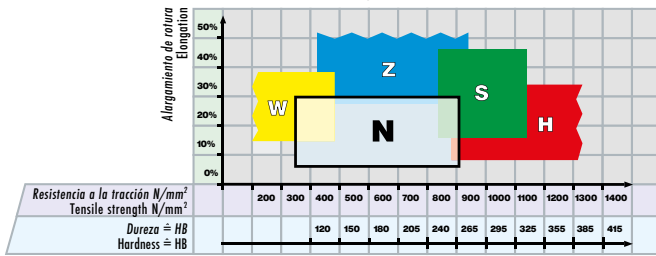 Alargamiento de rotura
Elongation
50%
40%
30%
20%
10%
0%
W
Z
N
S
H
Resistencia a la tracción N/mm²
Tensile strength N/mm²
200 300 400 500 600 700 800 900 1000 1100 1200 1300 1400
Dureza ≙ HB
Hardness ≙ HB
120 150 180 205 240 265 295 325 355 385 415